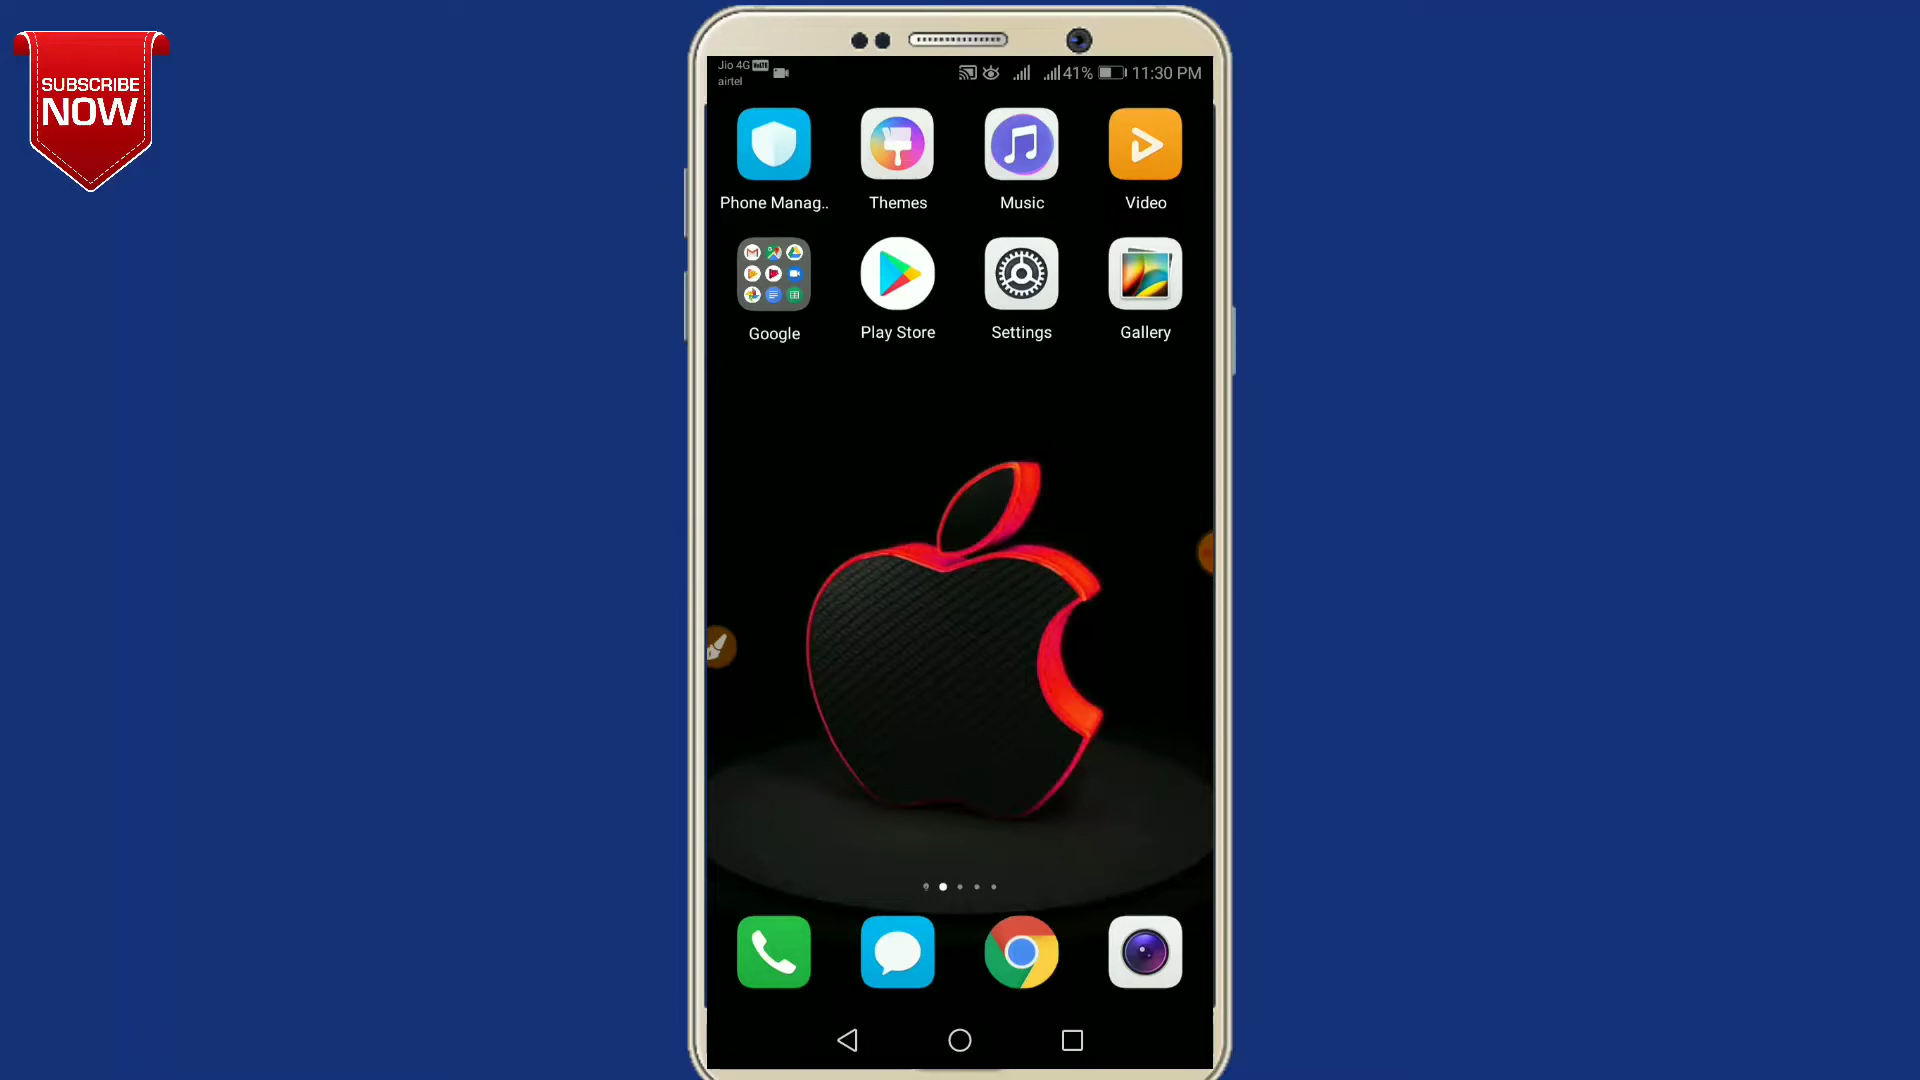 SUBSCRIBE
NOW
Jio 4G VoLTE
airtel
41% 11:30 PM
Phone Manag.. Themes Music Video
Google Play Store Settings Gallery